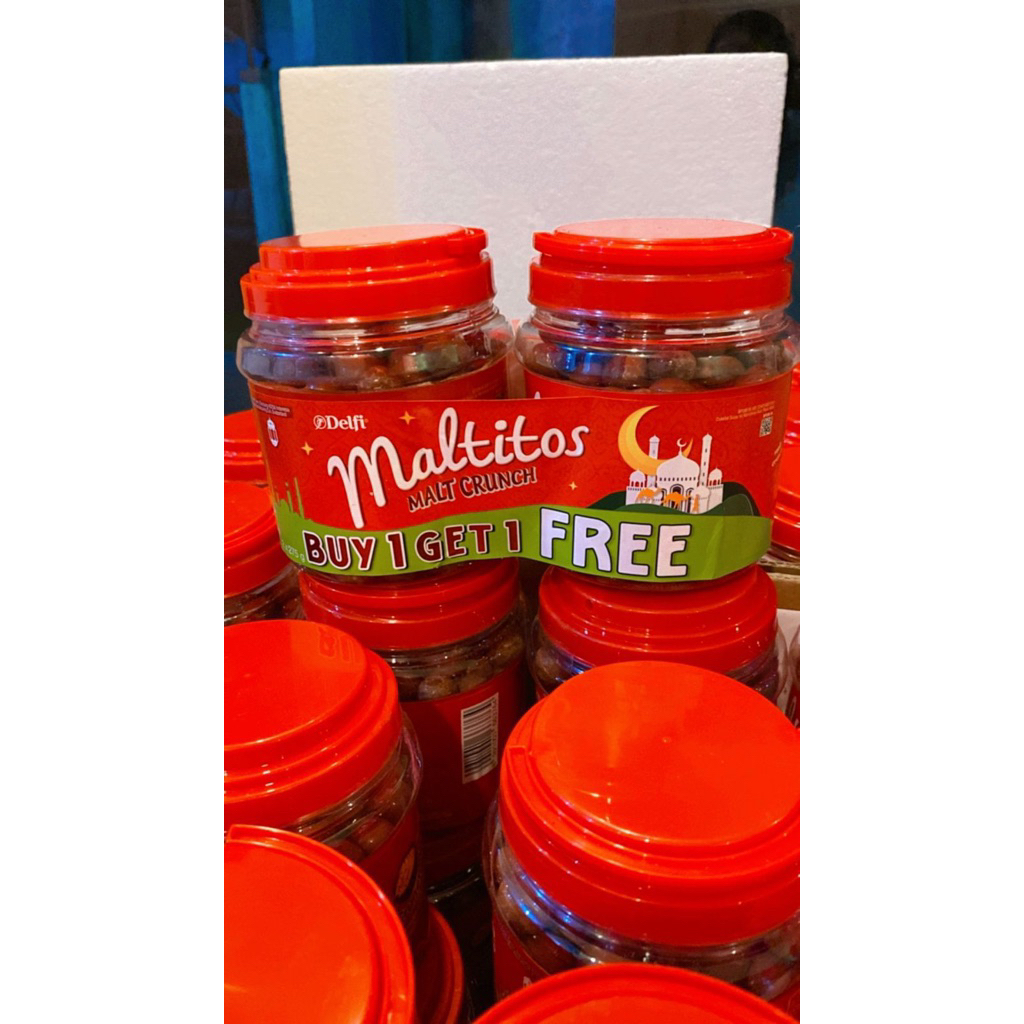 Delfi
Maltitos
MALT CRUNCH
BUY 1 GET 1 FREE